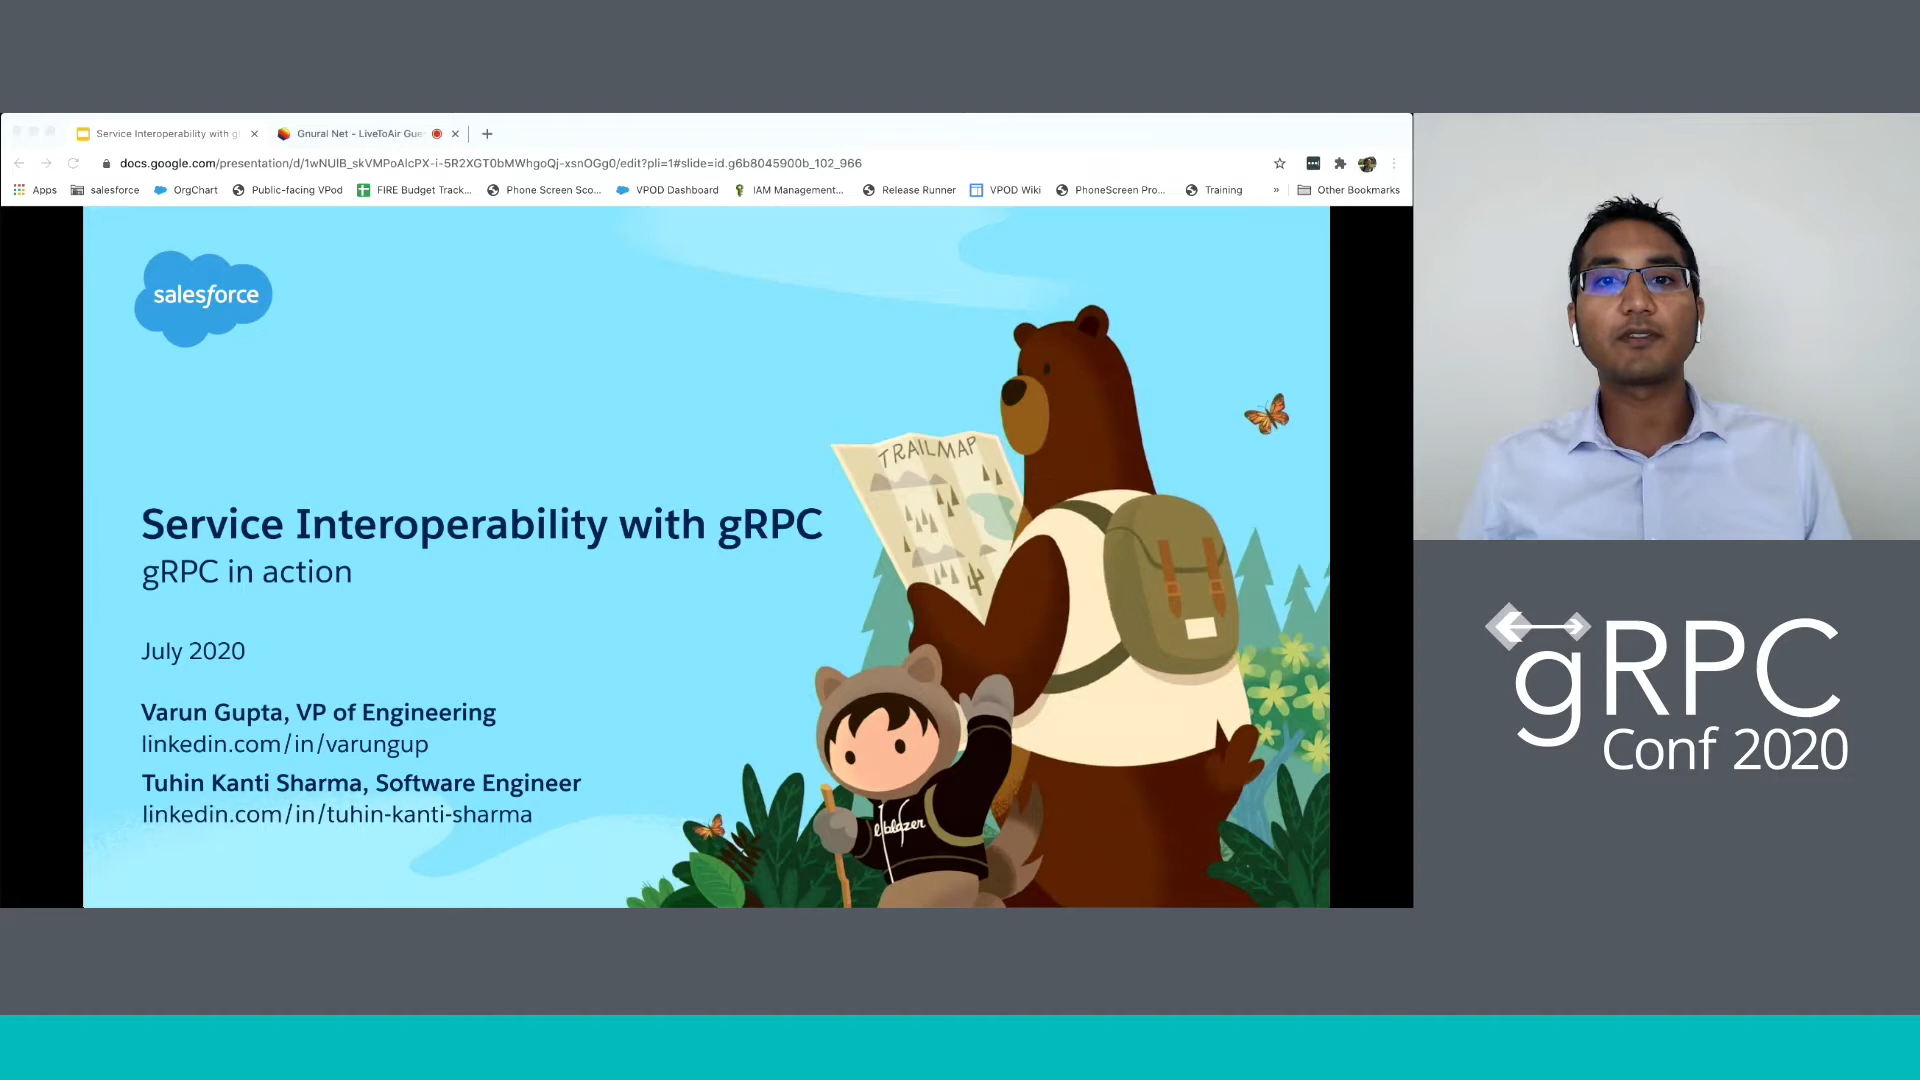 Service Interoperability with g
Gnural Net - LiveToAir Gue
docs.google.com/presentation/d/1wNUlB_skVMPoAlcPX-i-5R2XGT0bMWhgoQj-xsnOGg0/edit?pli=1#slide=id.g6b8045900b_102_966
Apps salesforce OrgChart Public-facing VPod FIRE Budget Track... Phone Screen Sco... VPOD Dashboard IAM Management... Release Runner VPOD Wiki PhoneScreen Pro... Training » Other Bookmarks
salesforce
TRAILMAP
Service Interoperability with gRPC
gRPC in action
July 2020
Varun Gupta, VP of Engineering
linkedin.com/in/varungup
Tuhin Kanti Sharma, Software Engineer
linkedin.com/in/tuhin-kanti-sharma
gRPC
Conf 2020